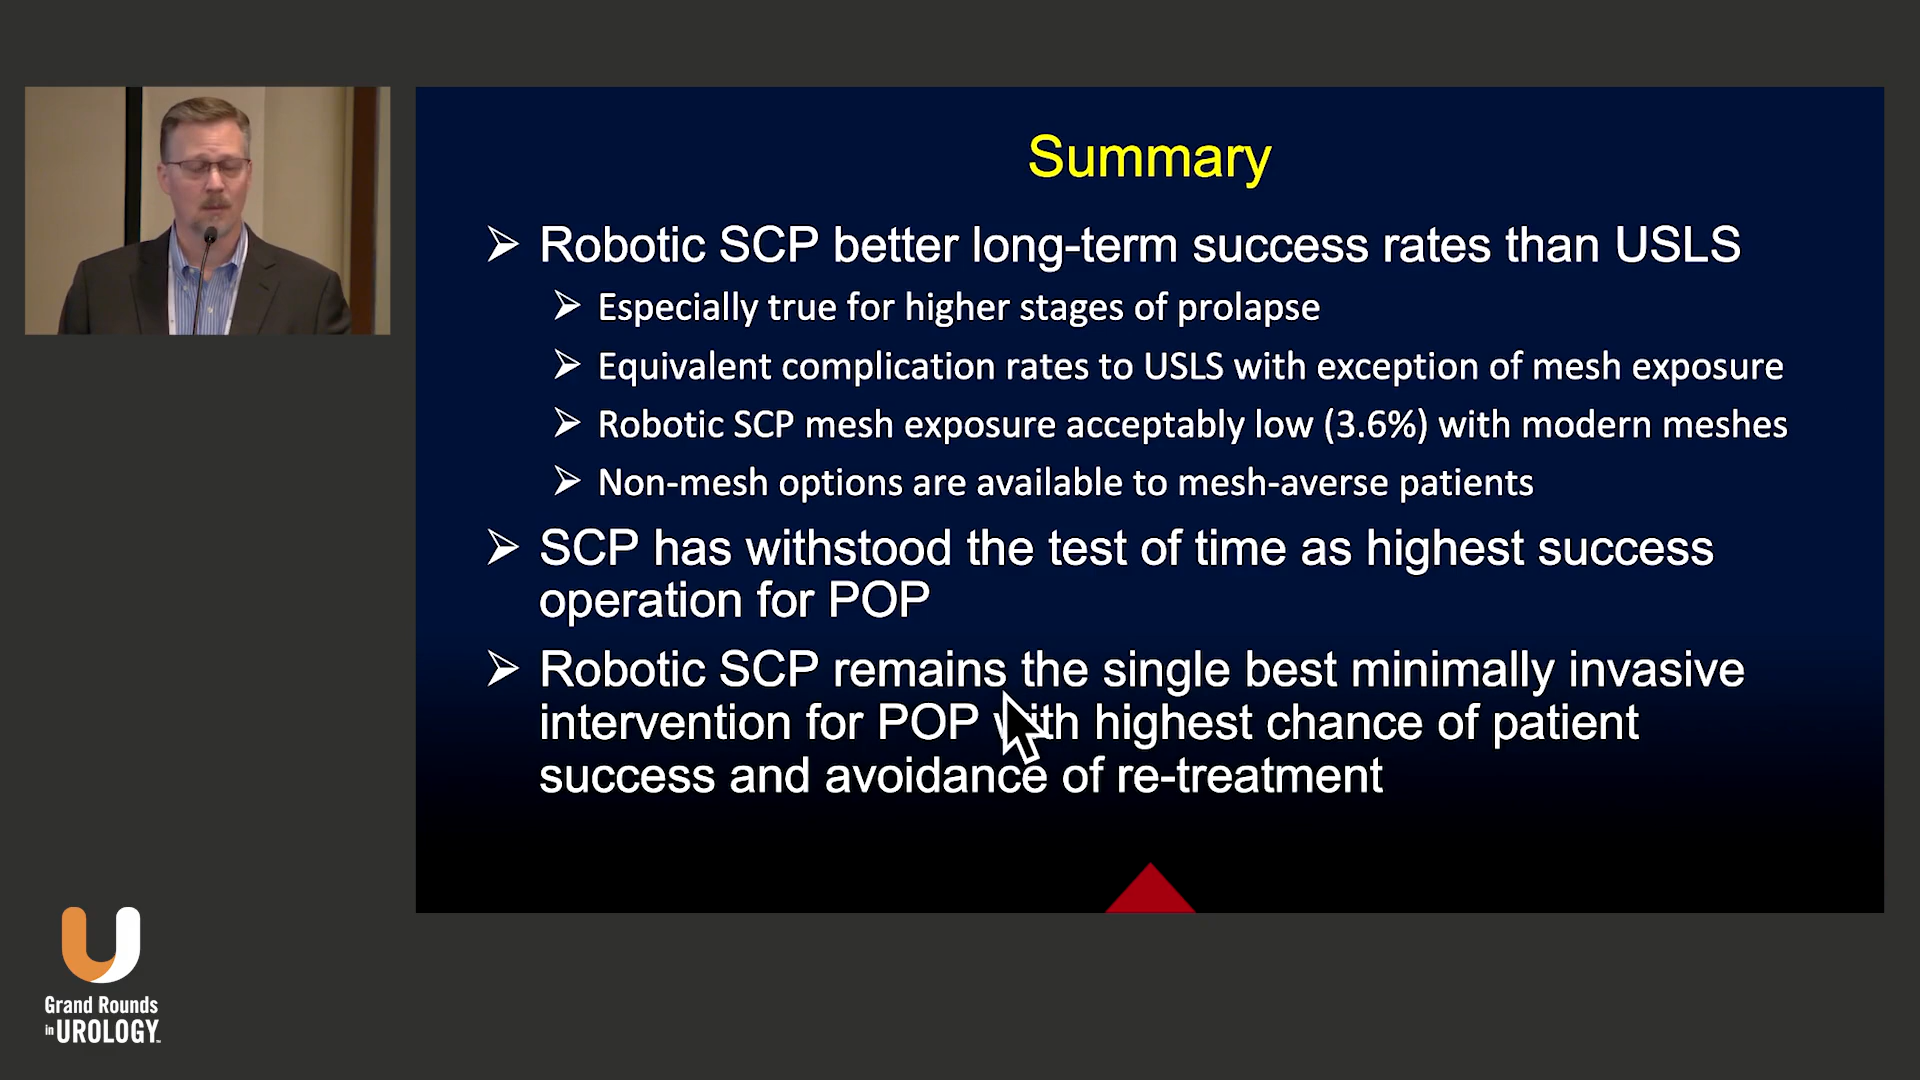 Summary
Robotic SCP better long-term success rates than USLS
Especially true for higher stages of prolapse
Equivalent complication rates to USLS with exception of mesh exposure
Robotic SCP mesh exposure acceptably low (3.6%) with modern meshes
Non-mesh options are available to mesh-averse patients
SCP has withstood the test of time as highest success
operation for POP
Robotic SCP remains the single best minimally invasive
intervention for POP with highest chance of patient
success and avoidance of re-treatment
Grand Rounds
in UROLOGY™